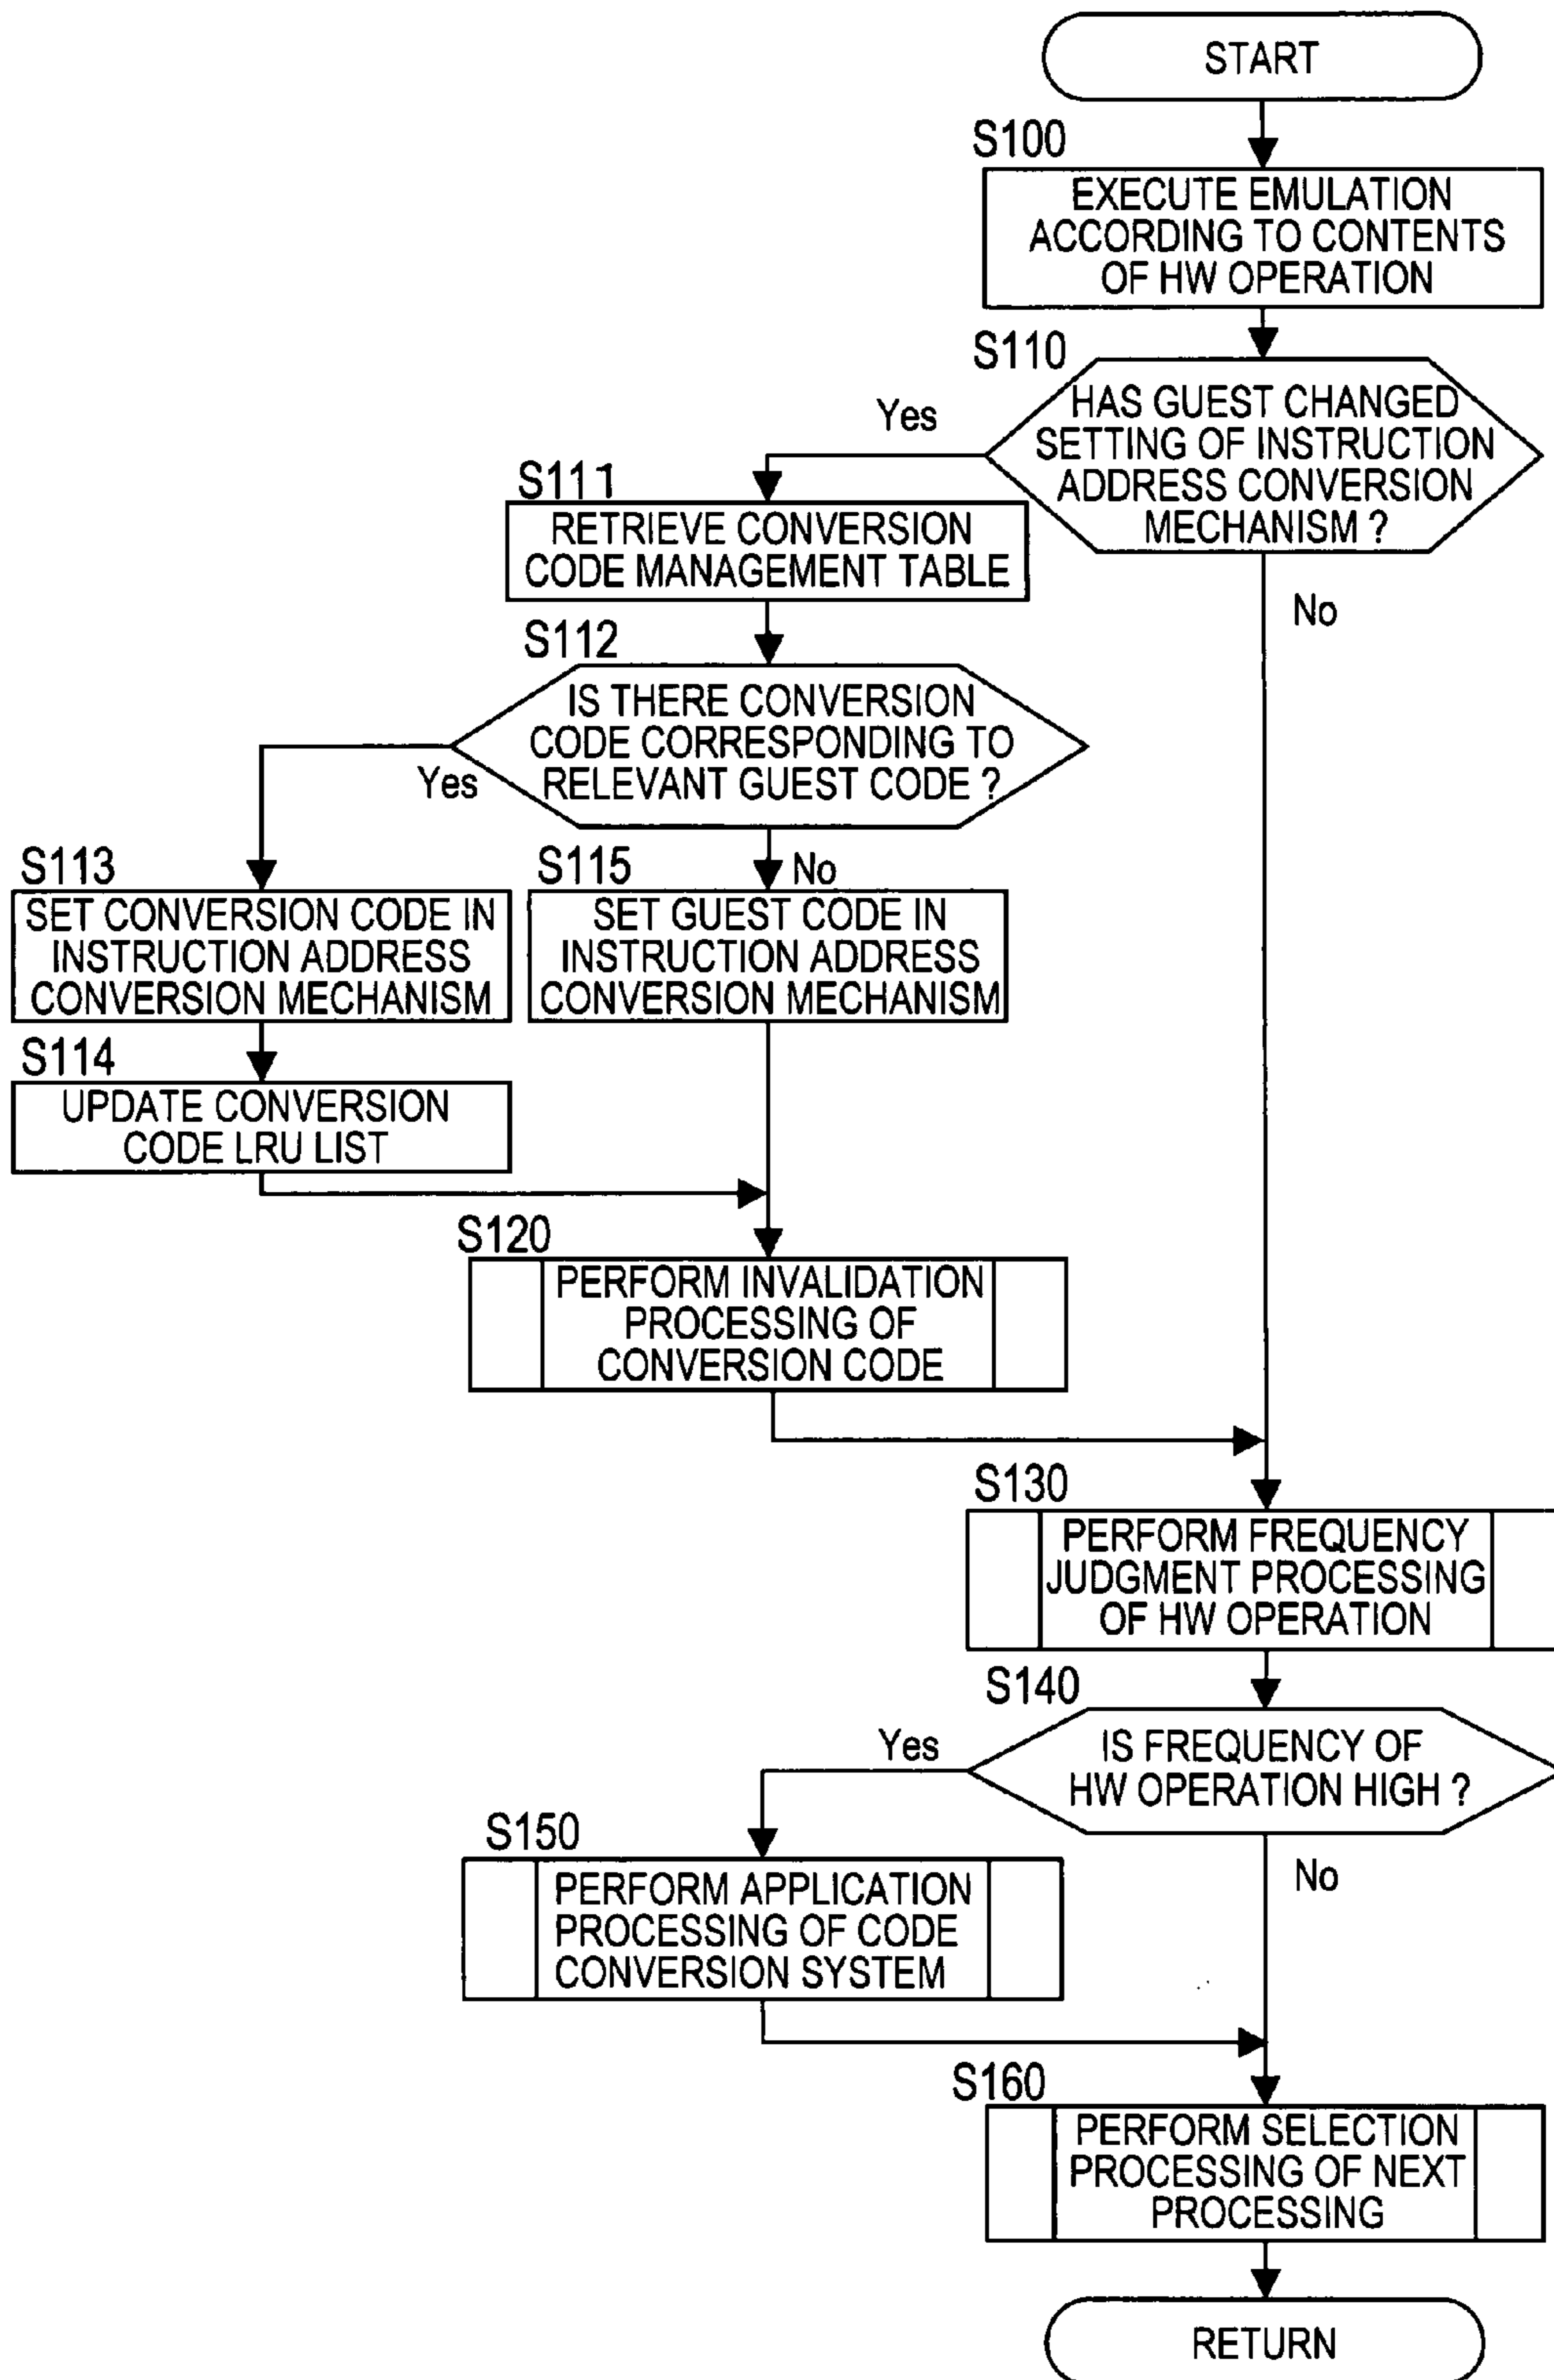 START
S100
EXECUTE EMULATION
ACCORDING TO CONTENTS
OF HW OPERATION
S110
HAS GUEST CHANGED
SETTING OF INSTRUCTION
ADDRESS CONVERSION
MECHANISM ?
Yes
No
S111
RETRIEVE CONVERSION
CODE MANAGEMENT TABLE
S112
IS THERE CONVERSION
CODE CORRESPONDING TO
RELEVANT GUEST CODE ?
Yes
No
S113
SET CONVERSION CODE IN
INSTRUCTION ADDRESS
CONVERSION MECHANISM
S115
SET GUEST CODE IN
INSTRUCTION ADDRESS
CONVERSION MECHANISM
S114
UPDATE CONVERSION
CODE LRU LIST
S120
PERFORM INVALIDATION
PROCESSING OF
CONVERSION CODE
S130
PERFORM FREQUENCY
JUDGMENT PROCESSING
OF HW OPERATION
S140
IS FREQUENCY OF
HW OPERATION HIGH ?
Yes
No
S150
PERFORM APPLICATION
PROCESSING OF CODE
CONVERSION SYSTEM
S160
PERFORM SELECTION
PROCESSING OF NEXT
PROCESSING
RETURN